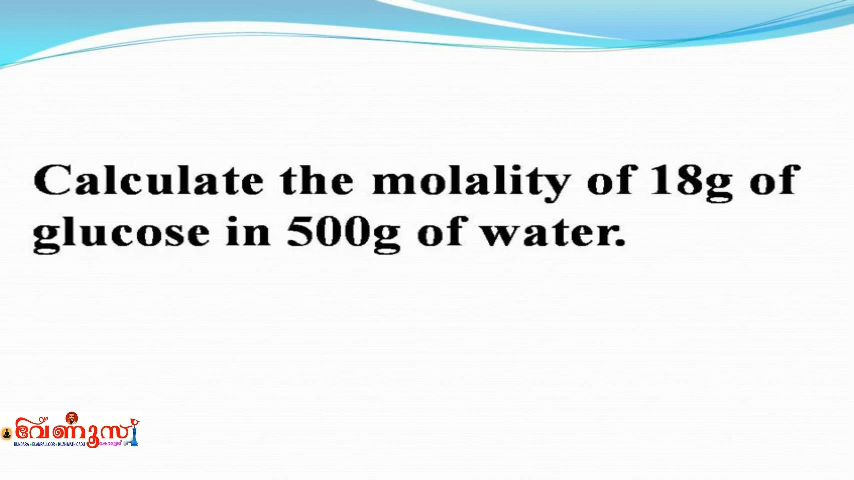 Calculate the molality of 18g of
glucose in 500g of water.
വേണൂസ്